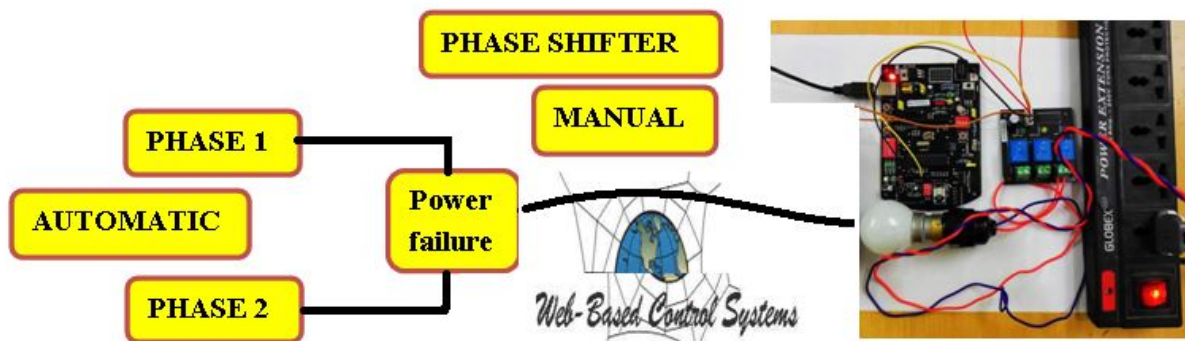 PHASE SHIFTER
MANUAL
PHASE 1
AUTOMATIC
Power
failure
PHASE 2
Web-Based Control Systems
POWER EXTENSION
GLOBEX